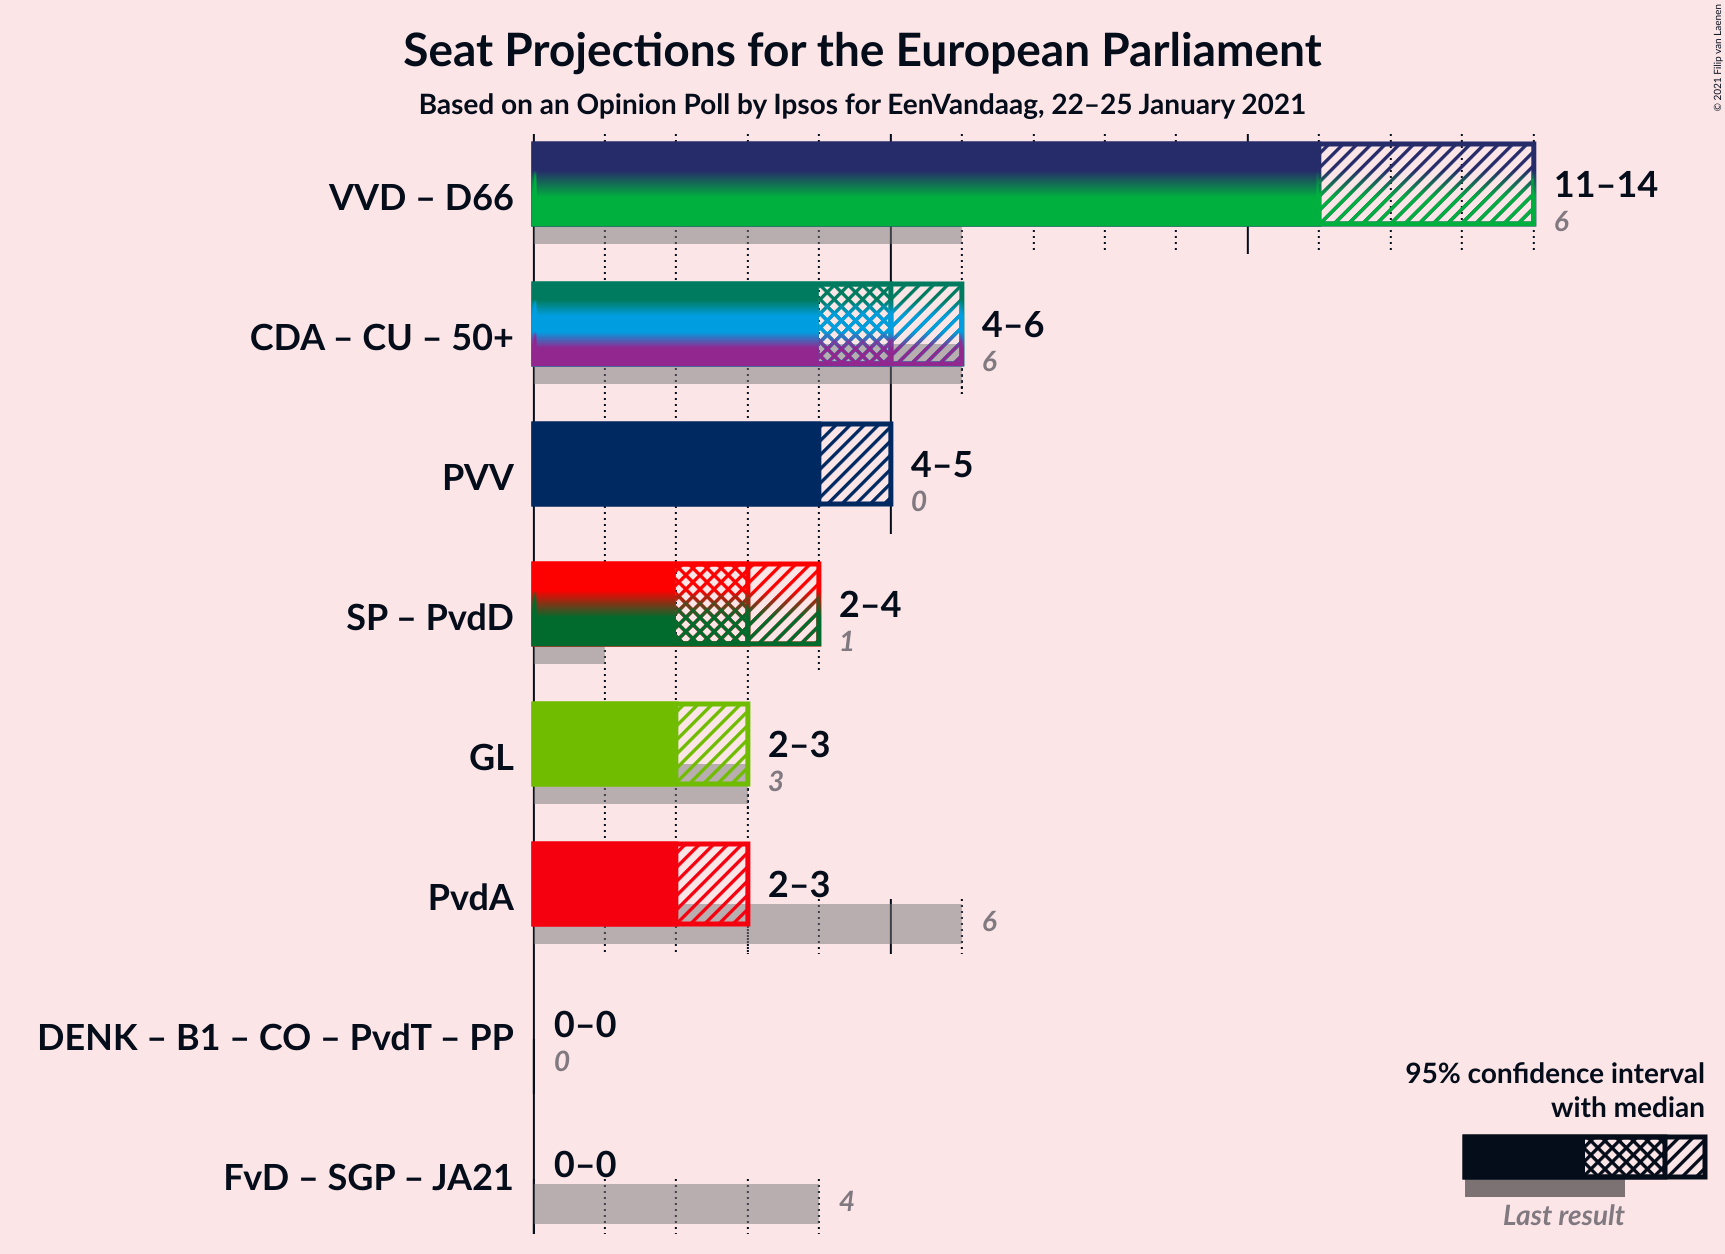 Seat Projections for the European Parliament
Based on an Opinion Poll by Ipsos for EenVandaag, 22–25 January 2021
© 2021 Filip van Laenen
VVD – D66
11–14
6
CDA – CU – 50+
4–6
6
PVV
4–5
0
SP – PvdD
2–4
1
GL
2–3
3
PvdA
2–3
6
DENK – B1 – CO – PvdT – PP
0–0
0
FvD – SGP – JA21
0–0
4
95% confidence interval
with median
Last result